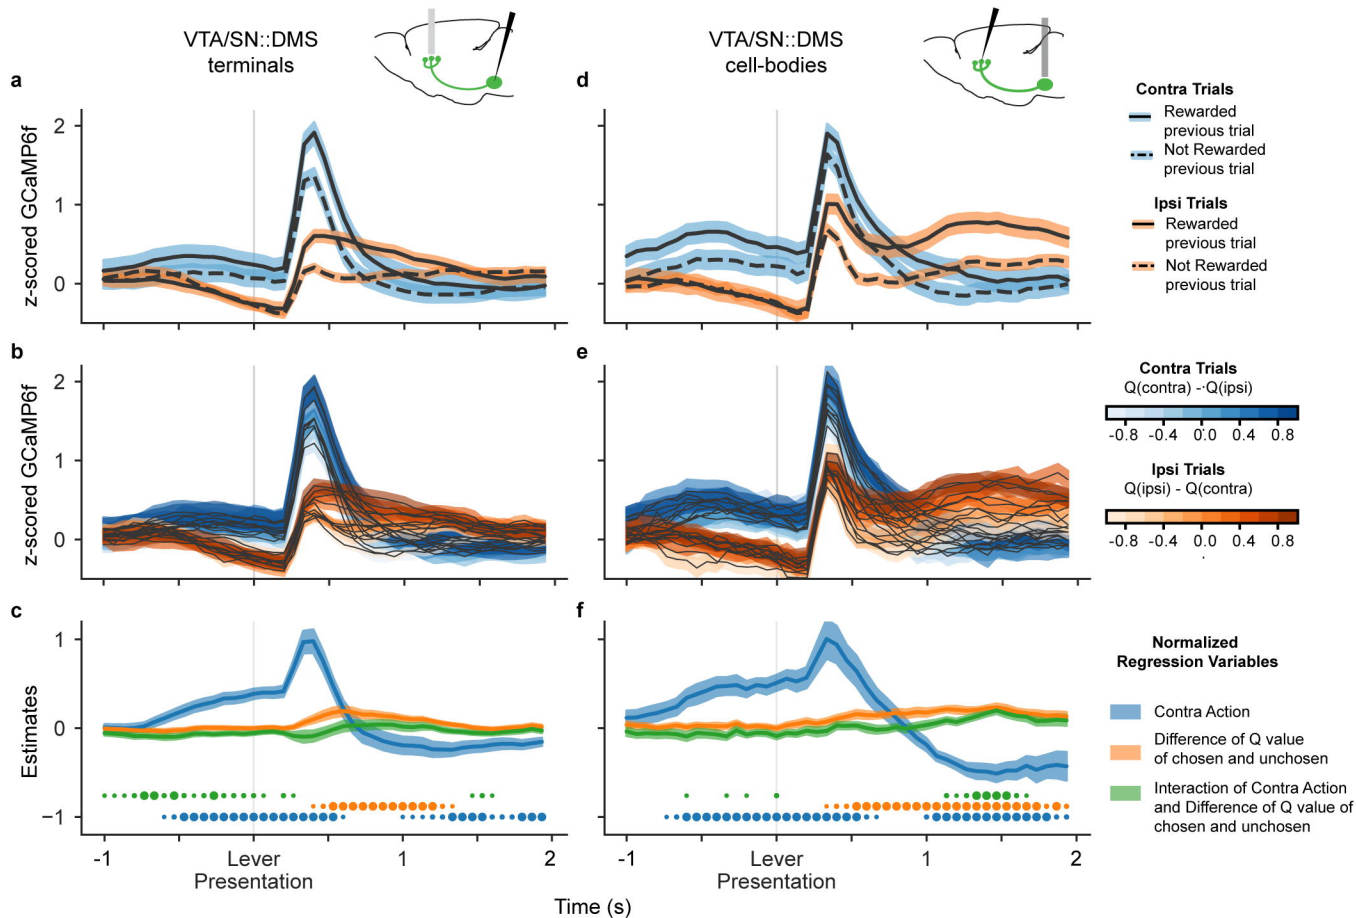 VTA/SN::DMS
terminals
VTA/SN::DMS
cell-bodies
a
d
z-scored GCaMP6f
2
1
0
Contra Trials
Rewarded
previous trial
Not Rewarded
previous trial
Ipsi Trials
Rewarded
previous trial
Not Rewarded
previous trial
b
e
z-scored GCaMP6f
2
1
0
Contra Trials
Q(contra) - Q(ipsi)
-0.8 -0.4 0.0 0.4 0.8
Ipsi Trials
Q(ipsi) - Q(contra)
-0.8 -0.4 0.0 0.4 0.8
c
f
Estimates
1
0
−1
Normalized
Regression Variables
Contra Action
Difference of Q value
of chosen and unchosen
Interaction of Contra Action
and Difference of Q value of
chosen and unchosen
-1 Lever 1 2
Presentation
-1 Lever 1 2
Presentation
Time (s)